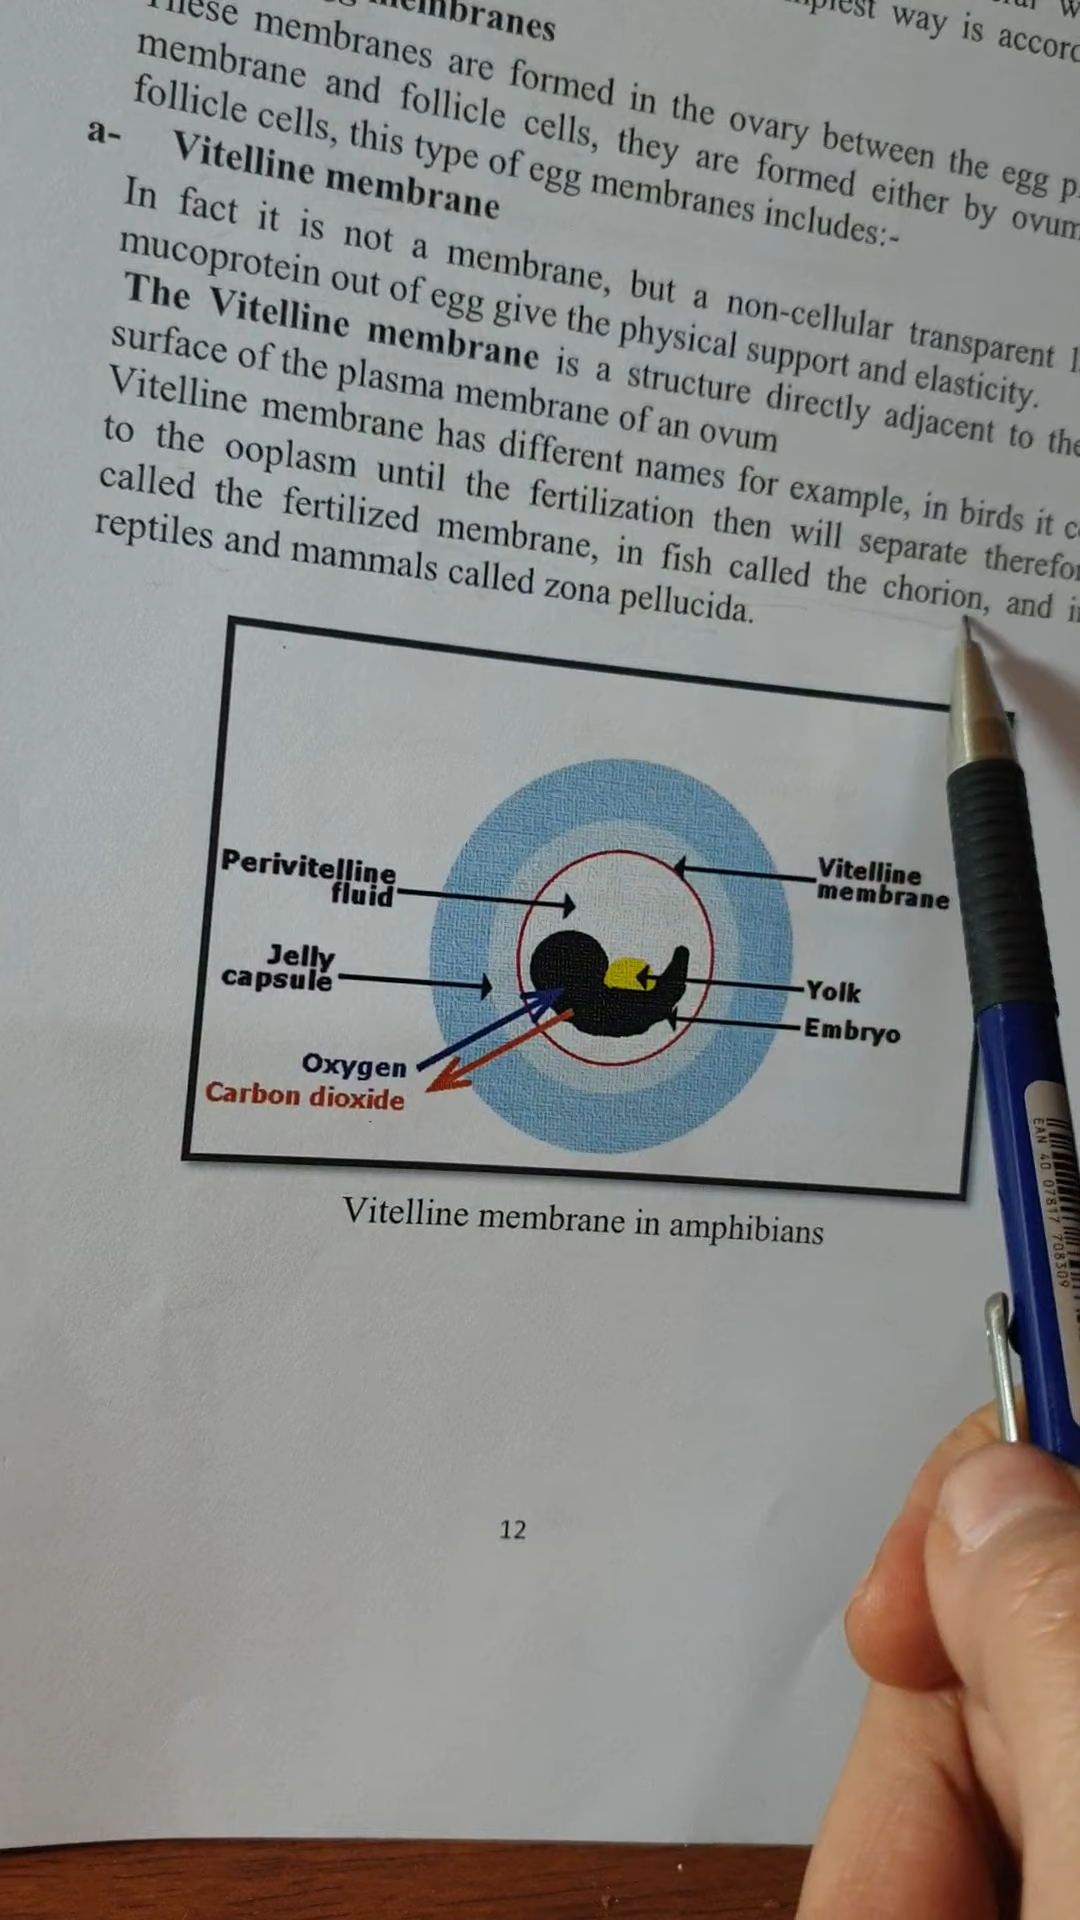 membranes
way is
These membranes are formed in the ovary between the egg
membrane and follicle cells, they are formed either by ovum
follicle cells, this type of egg membranes includes:-
a- Vitelline membrane
In fact it is not a membrane, but a non-cellular transparent
mucoprotein out of egg give the physical support and elasticity.
The Vitelline membrane is a structure directly adjacent to the
surface of the plasma membrane of an ovum
Vitelline membrane has different names for example, in birds it
to the ooplasm until the fertilization then will separate
called the fertilized membrane, in fish called the chorion, and
reptiles and mammals called zona pellucida.
Perivitelline
fluid
Vitelline
membrane
Jelly
capsule
Yolk
Embryo
Oxygen
Carbon dioxide
Vitelline membrane in amphibians
12
EAN 40 07817 708309